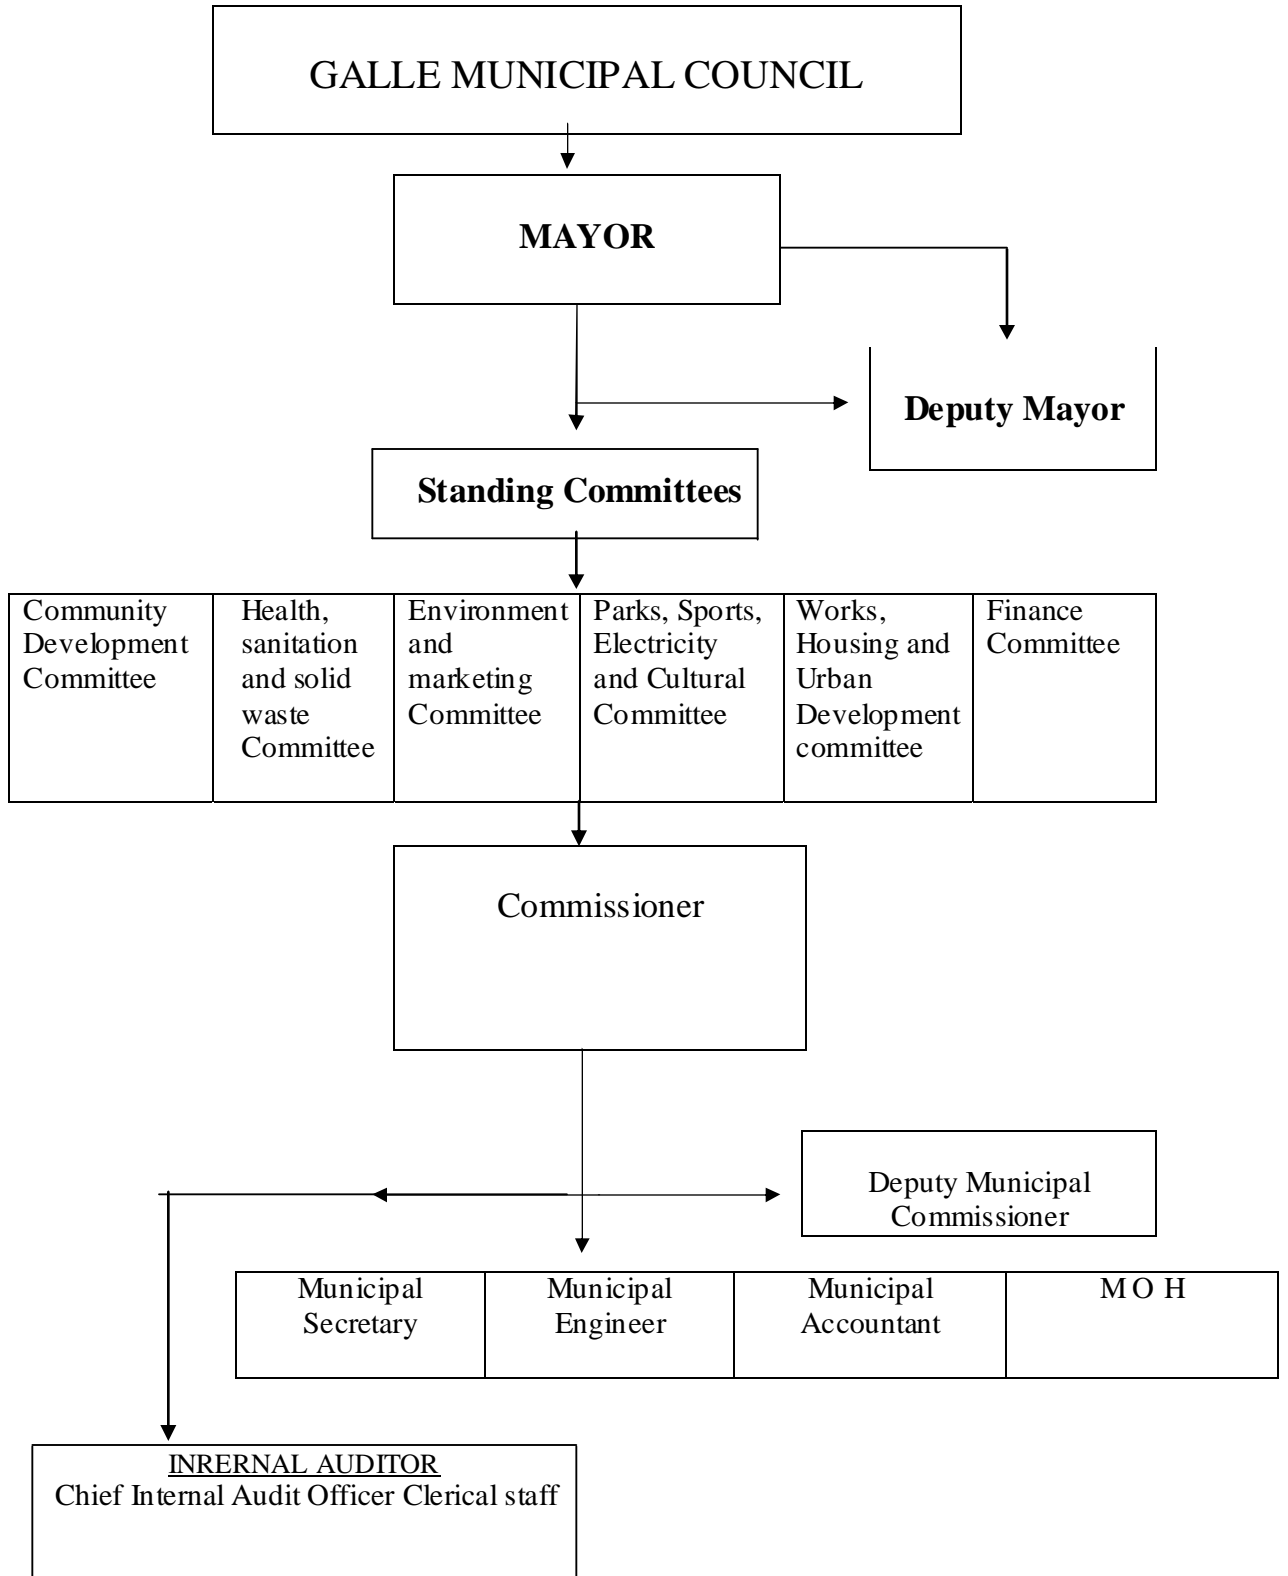 GALLE MUNICIPAL COUNCIL
MAYOR
Deputy Mayor
Standing Committees
Community
Development
Committee
Health,
sanitation
and solid
waste
Committee
Environment
and
marketing
Committee
Parks, Sports,
Electricity
and Cultural
Committee
Works,
Housing and
Urban
Development
committee
Finance
Committee
Commissioner
Deputy Municipal
Commissioner
Municipal
Secretary
Municipal
Engineer
Municipal
Accountant
M O H
INRERNAL AUDITOR
Chief Internal Audit Officer Clerical staff